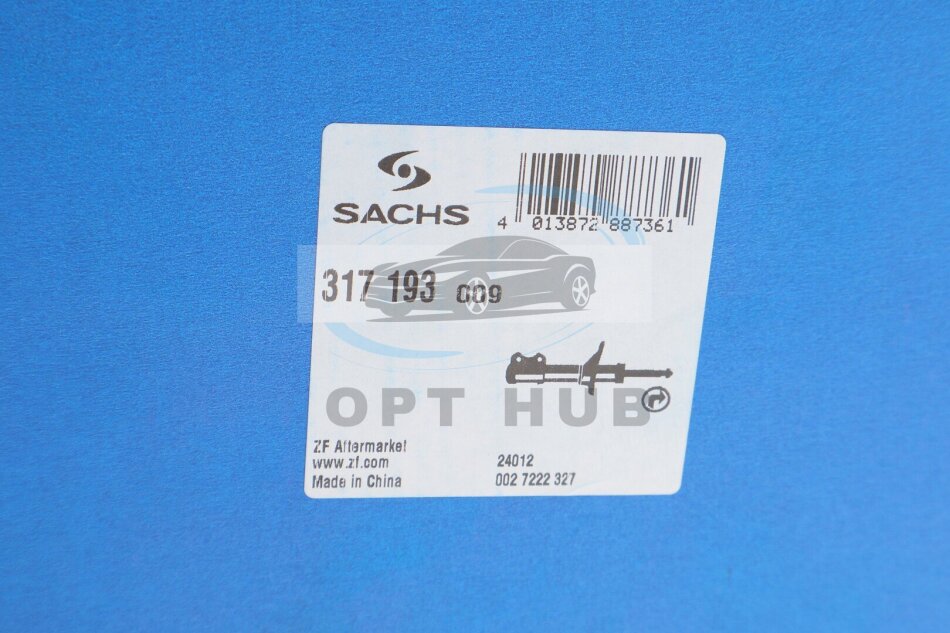 SACHS
4 013872 887361
317 193 009
OPT HUB
ZF Aftermarket
www.zf.com
Made in China
24012
002 7222 327